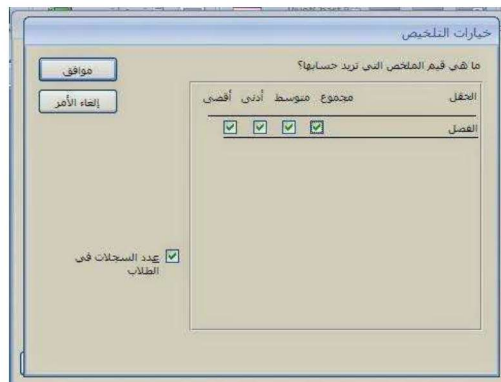 خيارات التلخيص
ما هي قيم الملخص التي تريد حسابها؟
موافق
إلغاء الأمر
الحقل مجموع متوسط أدنى أقصى
الفصل
عدد السجلات في
الطلاب